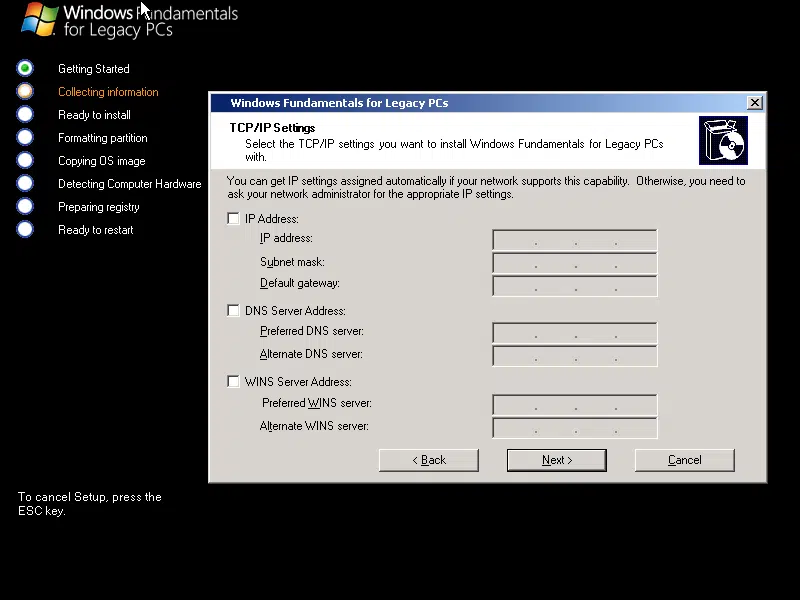 Windows Fundamentals
for Legacy PCs
Getting Started
Collecting information
Ready to install
Formatting partition
Copying OS image
Detecting Computer Hardware
Preparing registry
Ready to restart
To cancel Setup, press the
ESC key.
Windows Fundamentals for Legacy PCs
TCP/IP Settings
Select the TCP/IP settings you want to install Windows Fundamentals for Legacy PCs
with.
You can get IP settings assigned automatically if your network supports this capability. Otherwise, you need to
ask your network administrator for the appropriate IP settings.
IP Address:
IP address:
Subnet mask:
Default gateway:
DNS Server Address:
Preferred DNS server:
Alternate DNS server:
WINS Server Address:
Preferred WINS server:
Alternate WINS server:
< Back
Next >
Cancel